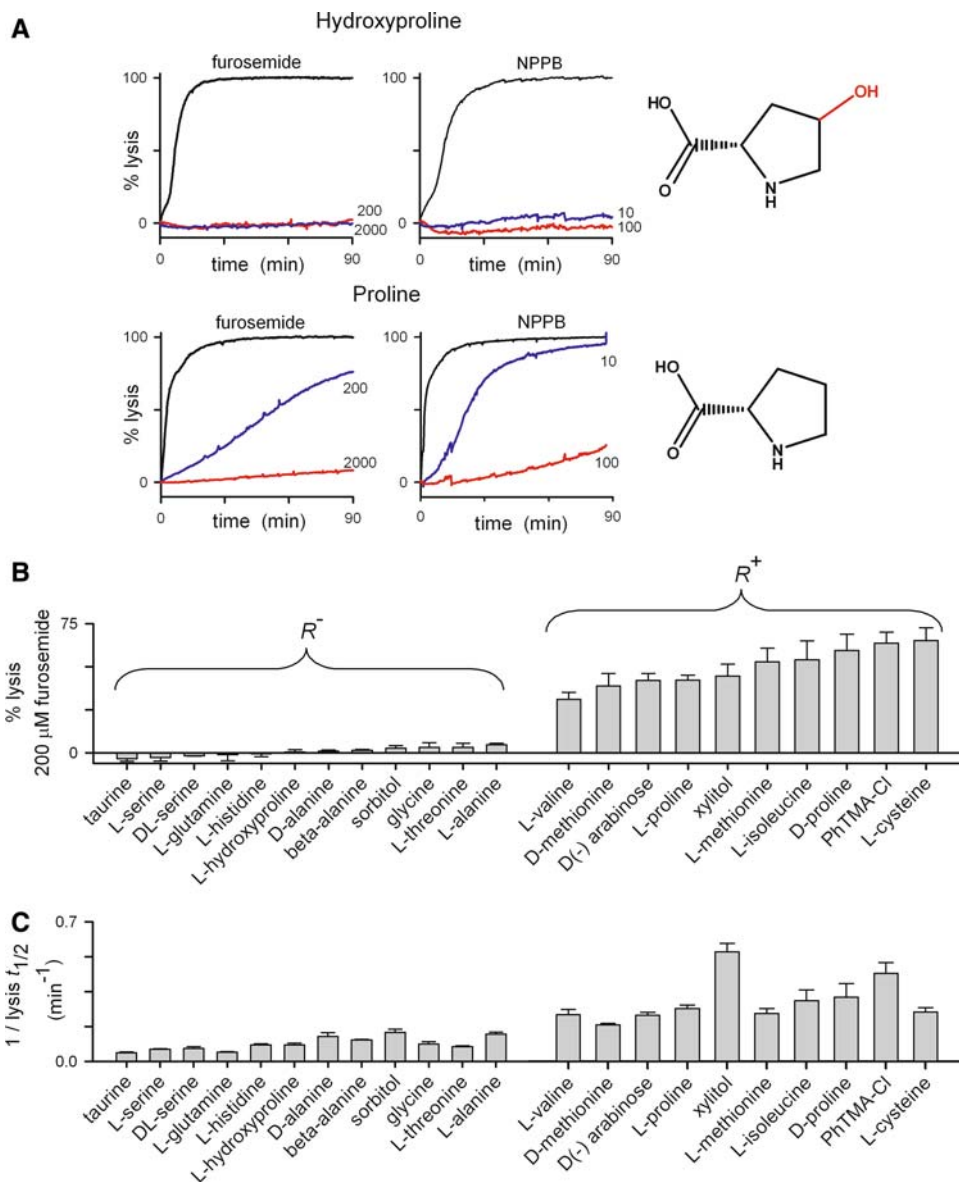 A
Hydroxyproline
furosemide
NPPB
100
0
% lysis
200
2000
10
100
0
90
0
90
time (min)
time (min)
HO
O
N
H
OH
Proline
furosemide
NPPB
100
0
% lysis
200
2000
10
100
0
90
0
90
time (min)
time (min)
HO
O
N
H
B
R⁻
R⁺
75
0
% lysis
200 µM furosemide
taurine
L-serine
DL-serine
L-glutamine
L-histidine
L-hydroxyproline
D-alanine
beta-alanine
sorbitol
glycine
L-threonine
L-alanine
L-valine
D-methionine
D(-) arabinose
L-proline
xylitol
L-methionine
L-isoleucine
D-proline
PhTMA-Cl
L-cysteine
C
0.7
0.0
1 / lysis t1/2
(min⁻¹)
taurine
L-serine
DL-serine
L-glutamine
L-histidine
L-hydroxyproline
D-alanine
beta-alanine
sorbitol
glycine
L-threonine
L-alanine
L-valine
D-methionine
D(-) arabinose
L-proline
xylitol
L-methionine
L-isoleucine
D-proline
PhTMA-Cl
L-cysteine